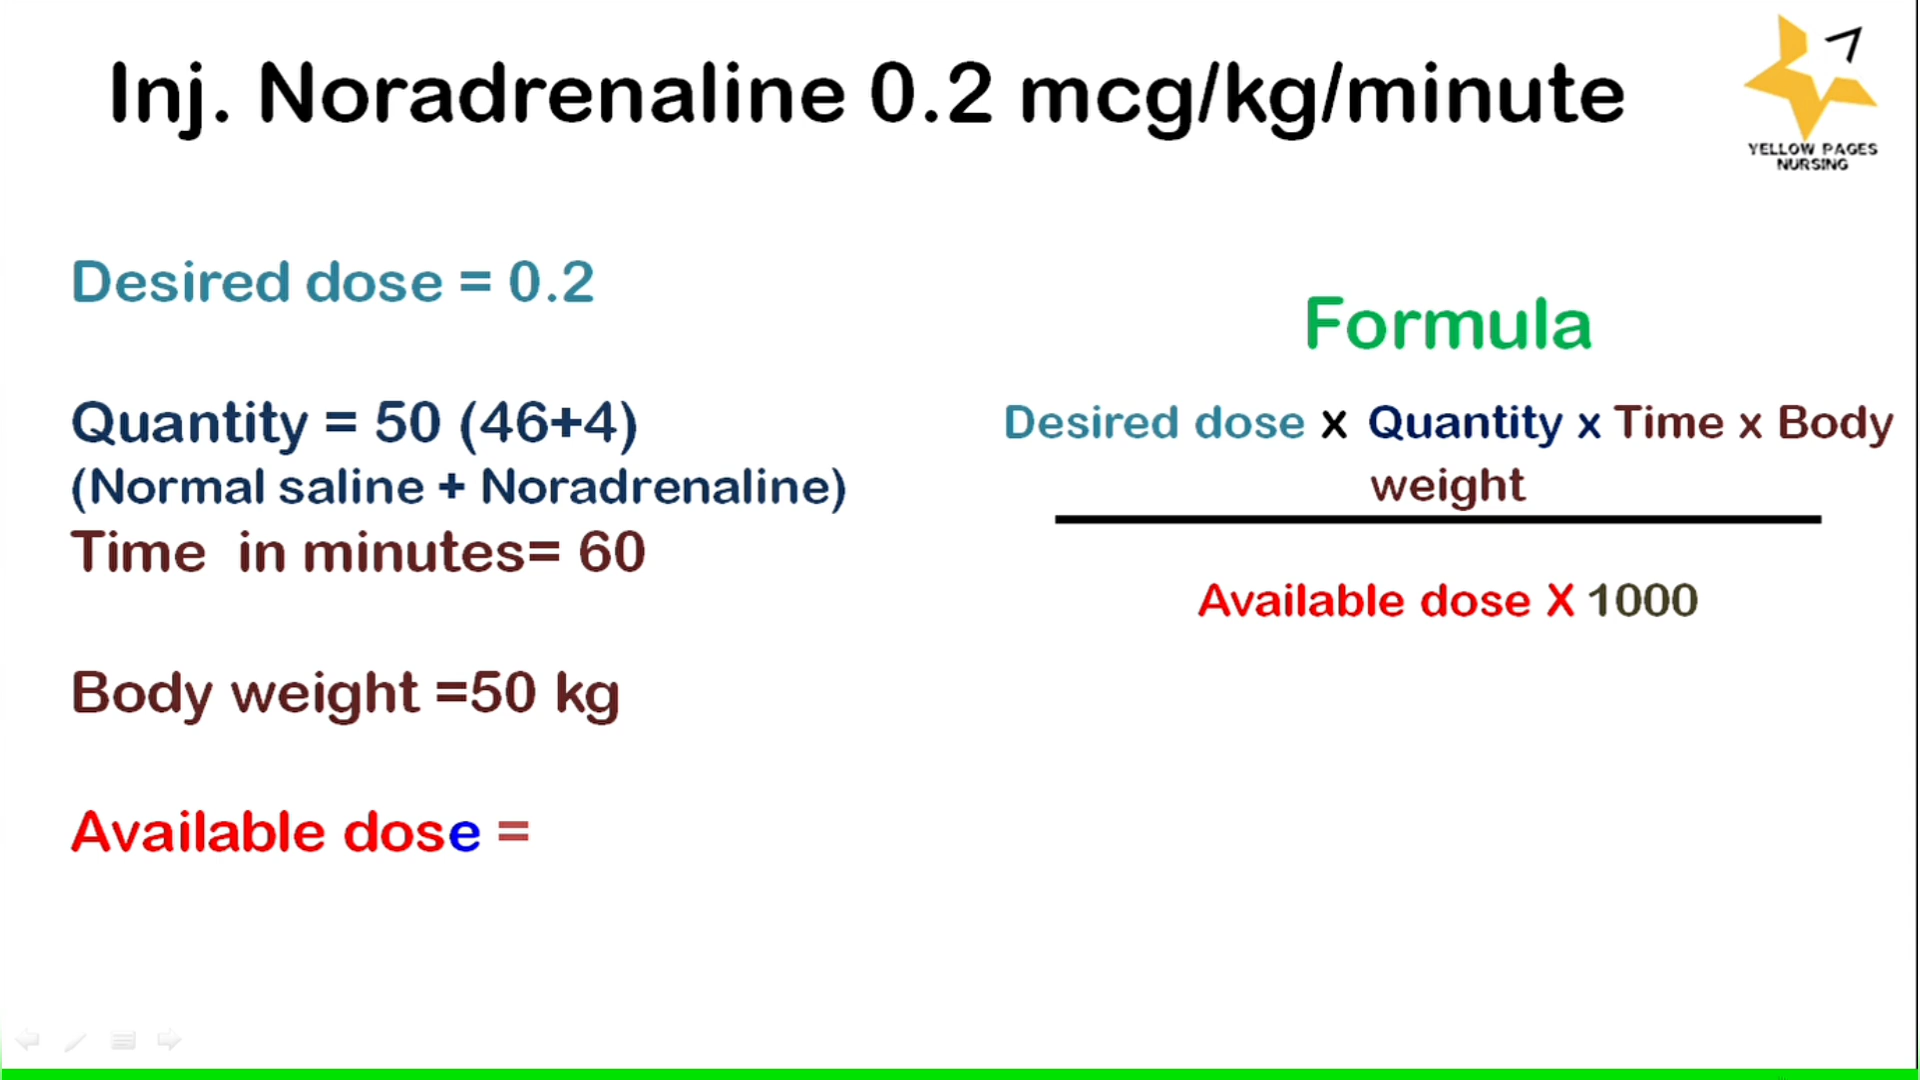 Inj. Noradrenaline 0.2 mcg/kg/minute
YELLOW PAGES
NURSING
Desired dose = 0.2
Quantity = 50 (46+4)
(Normal saline + Noradrenaline)
Time in minutes= 60
Body weight =50 kg
Available dose =
Formula
Desired dose x Quantity x Time x Body
weight
Available dose X 1000